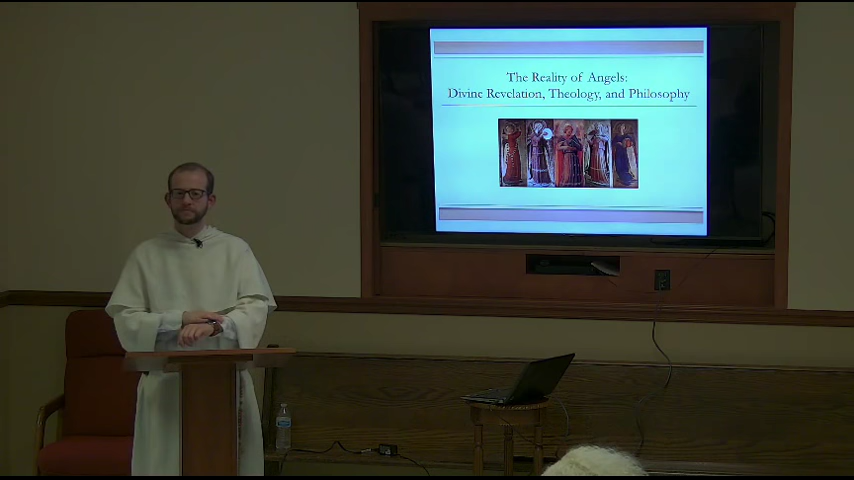 The Reality of Angels:
Divine Revelation, Theology, and Philosophy